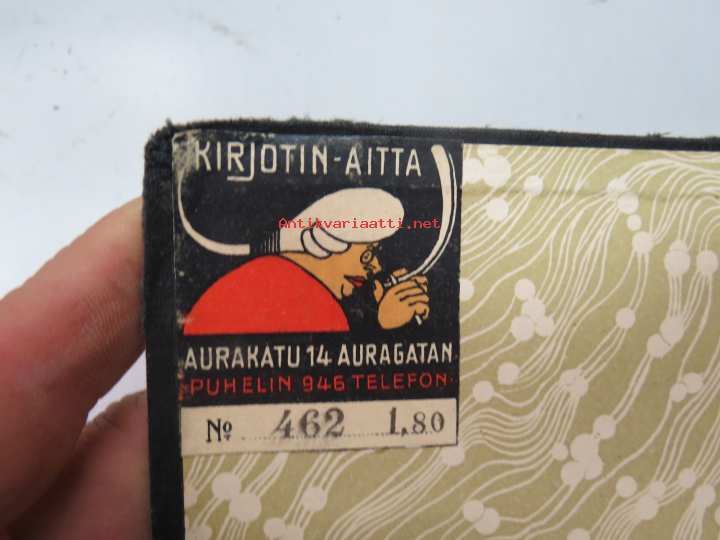 KIRJOTIN-AITTA
Antikvariaatti.net
AURAKATU 14 AURAGATAN
PUHELIN 946 TELEFON
No. 462 1.80